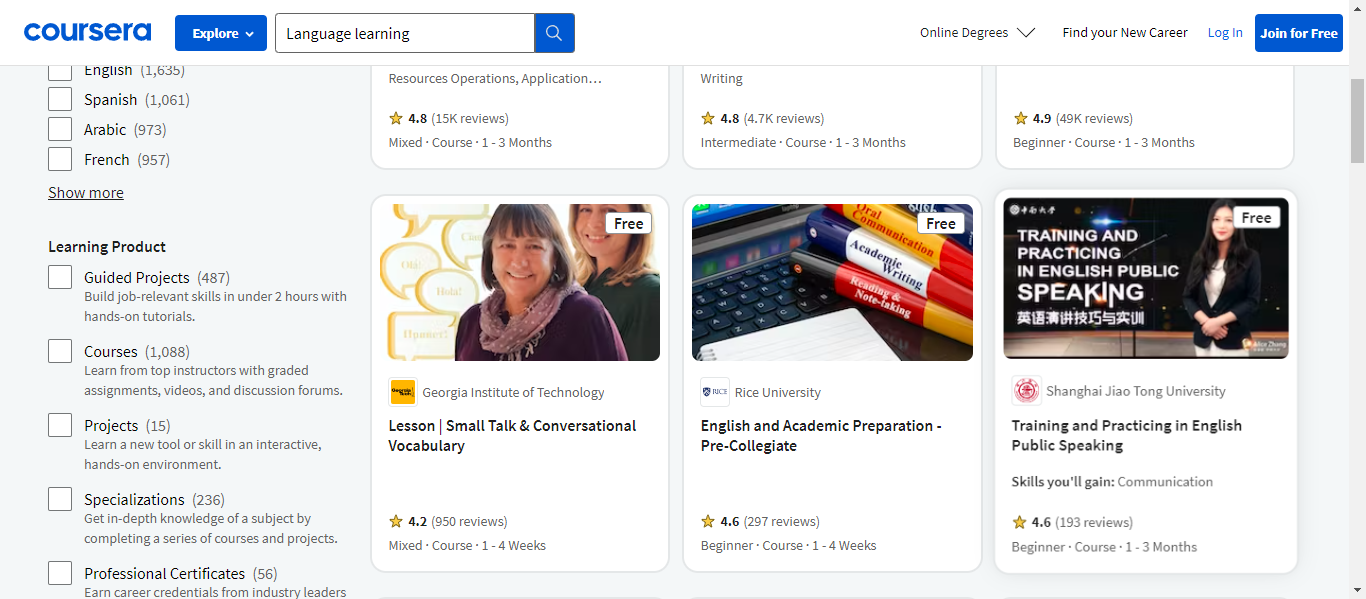 coursera
Explore
Language learning
Online Degrees
Find your New Career
Log In
Join for Free
English (1,635)
Spanish (1,061)
Arabic (973)
French (957)
Show more
Learning Product
Guided Projects (487)
Build job-relevant skills in under 2 hours with
hands-on tutorials.
Courses (1,088)
Learn from top instructors with graded
assignments, videos, and discussion forums.
Projects (15)
Learn a new tool or skill in an interactive,
hands-on environment.
Specializations (236)
Get in-depth knowledge of a subject by
completing a series of courses and projects.
Professional Certificates (56)
Earn career credentials from industry leaders
Resources Operations, Application…
4.8 (15K reviews)
Mixed · Course · 1 - 3 Months
Writing
4.8 (4.7K reviews)
Intermediate · Course · 1 - 3 Months
4.9 (49K reviews)
Beginner · Course · 1 - 3 Months
Free
Olá!
Hola!
Привет!
Georgia Institute of Technology
Lesson | Small Talk & Conversational
Vocabulary
4.2 (950 reviews)
Mixed · Course · 1 - 4 Weeks
Free
Oral
Communication
Academic
Writing
Reading &
Note-taking
RICE
Rice University
English and Academic Preparation -
Pre-Collegiate
4.6 (297 reviews)
Beginner · Course · 1 - 4 Weeks
中南大学
Free
TRAINING AND
PRACTICING
IN ENGLISH PUBLIC
SPEAKING
英语演讲技巧与实训
Alice Zhang
Shanghai Jiao Tong University
Training and Practicing in English
Public Speaking
Skills you'll gain: Communication
4.6 (193 reviews)
Beginner · Course · 1 - 3 Months